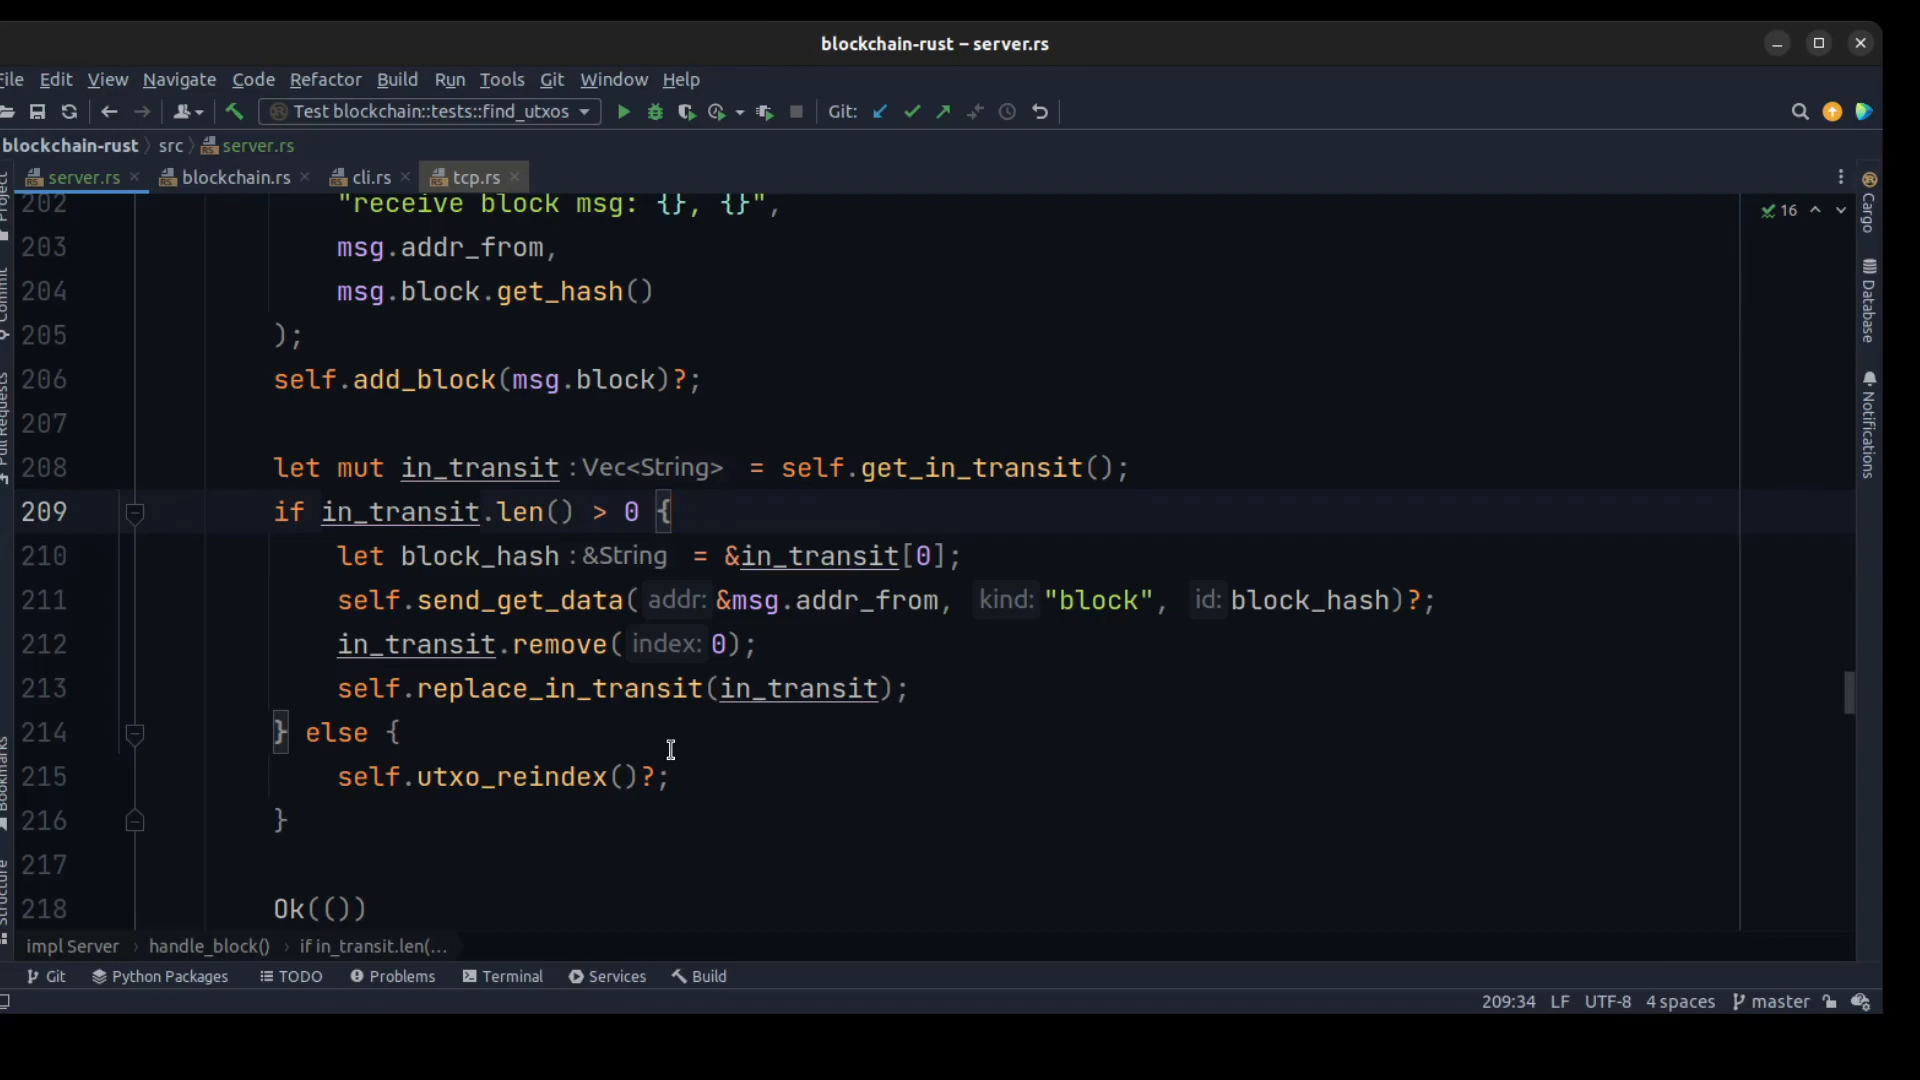 blockchain-rust – server.rs
File Edit View Navigate Code Refactor Build Run Tools Git Window Help
Test blockchain::tests::find_utxos Git:
blockchain-rust src server.rs
server.rs blockchain.rs cli.rs tcp.rs
202 "receive block msg: {}, {}",
16
203 msg.addr_from,
204 msg.block.get_hash()
205 );
206 self.add_block(msg.block)?;
207
208 let mut in_transit : Vec<String> = self.get_in_transit();
209 if in_transit.len() > 0 {
210 let block_hash : &String = &in_transit[0];
211 self.send_get_data( addr: &msg.addr_from, kind: "block", id: block_hash)?;
212 in_transit.remove( index: 0);
213 self.replace_in_transit(in_transit);
214 } else {
215 self.utxo_reindex()?;
216 }
217
218 Ok(())
Project
Commit
Pull Requests
Bookmarks
Structure
Cargo
Database
Notifications
impl Server › handle_block() › if in_transit.len(…
Git Python Packages TODO Problems Terminal Services Build
209:34 LF UTF-8 4 spaces master